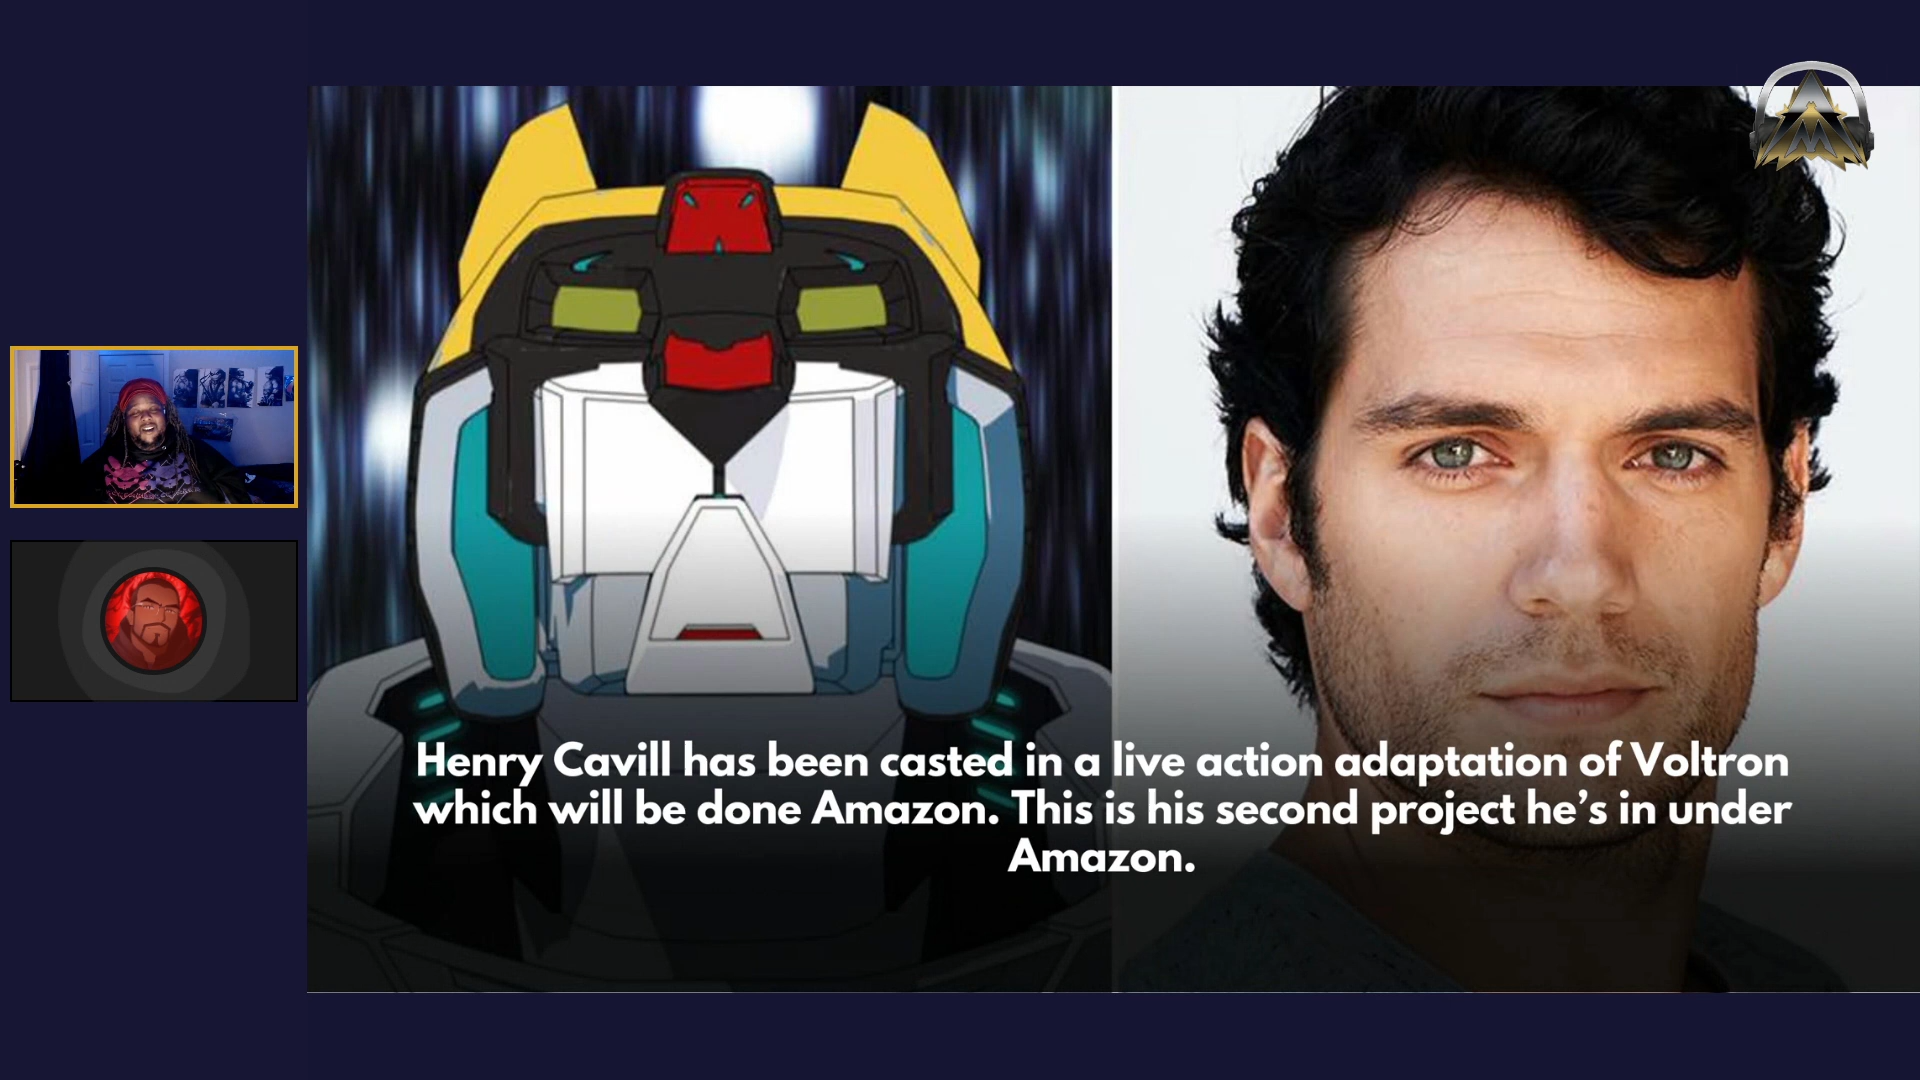 Henry Cavill has been casted in a live action adaptation of Voltron
which will be done Amazon. This is his second project he’s in under
Amazon.